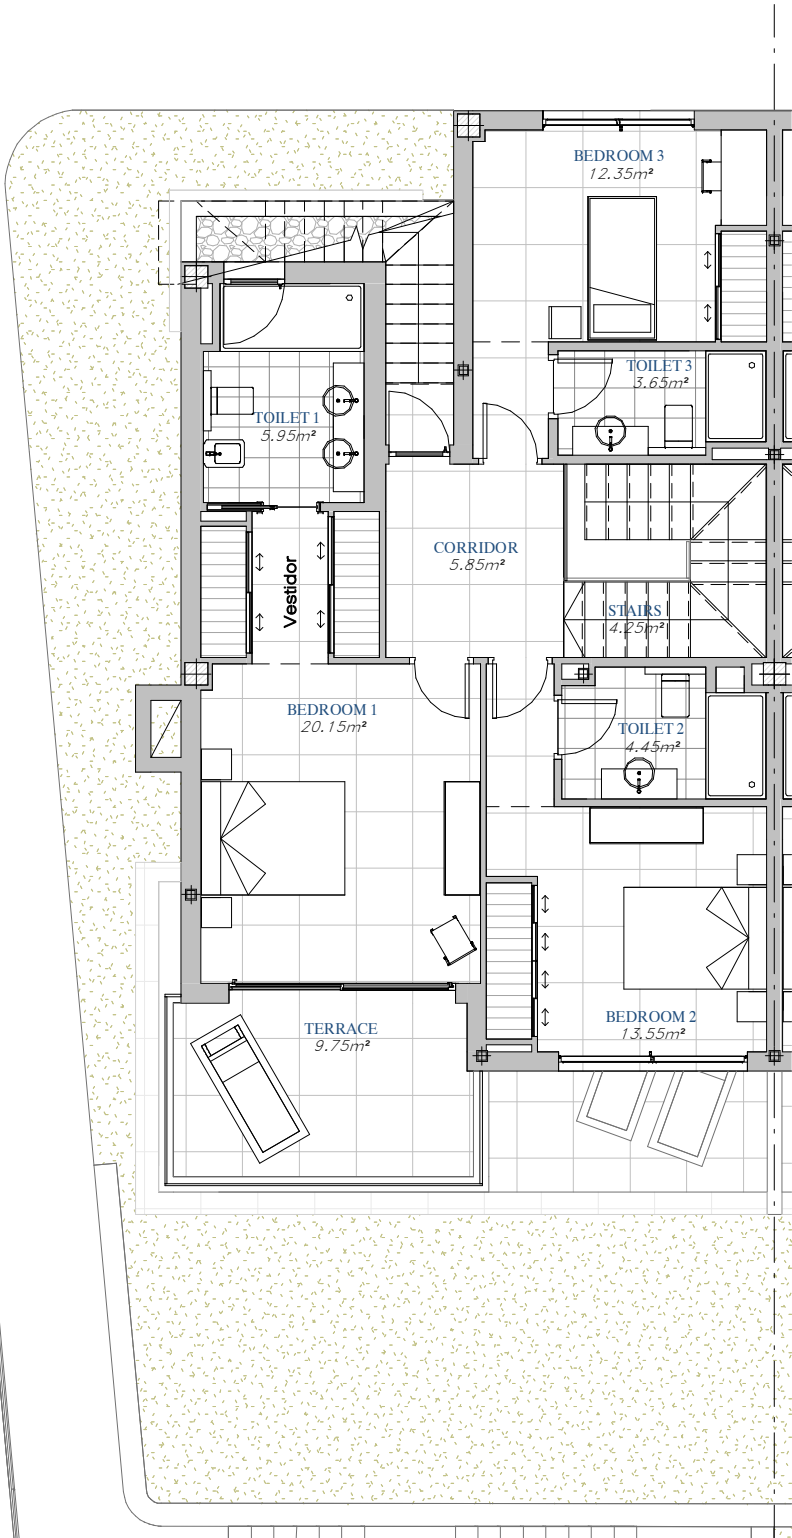 BEDROOM 3
12.35m²
TOILET 3
3.65m²
TOILET 1
5.95m²
CORRIDOR
5.85m²
Vestidor
STAIRS
4.25m²
BEDROOM 1
20.15m²
TOILET 2
4.45m²
BEDROOM 2
13.55m²
TERRACE
9.75m²